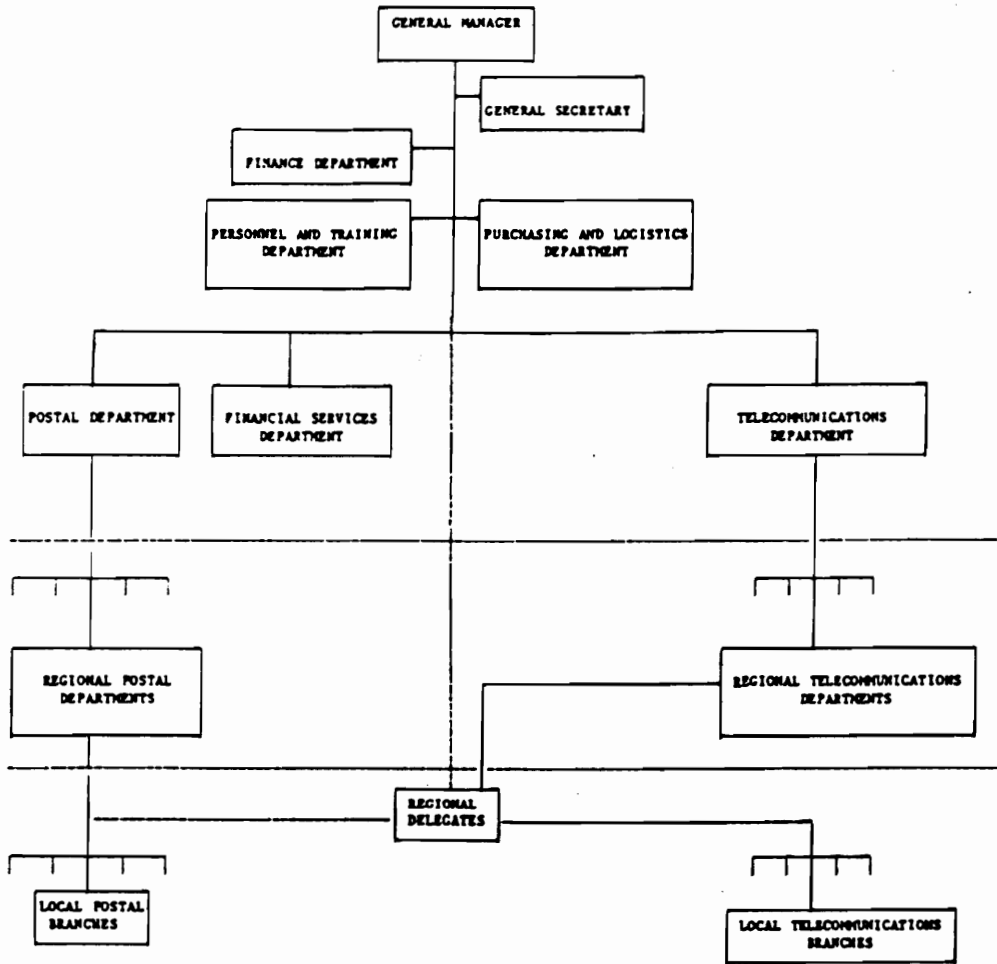 GENERAL MANAGER
GENERAL SECRETARY
FINANCE DEPARTMENT
PERSONNEL AND TRAINING
DEPARTMENT
PURCHASING AND LOGISTICS
DEPARTMENT
POSTAL DEPARTMENT
FINANCIAL SERVICES
DEPARTMENT
TELECOMMUNICATIONS
DEPARTMENT
REGIONAL POSTAL
DEPARTMENTS
REGIONAL TELECOMMUNICATIONS
DEPARTMENTS
REGIONAL
DELEGATES
LOCAL POSTAL
BRANCHES
LOCAL TELECOMMUNICATIONS
BRANCHES